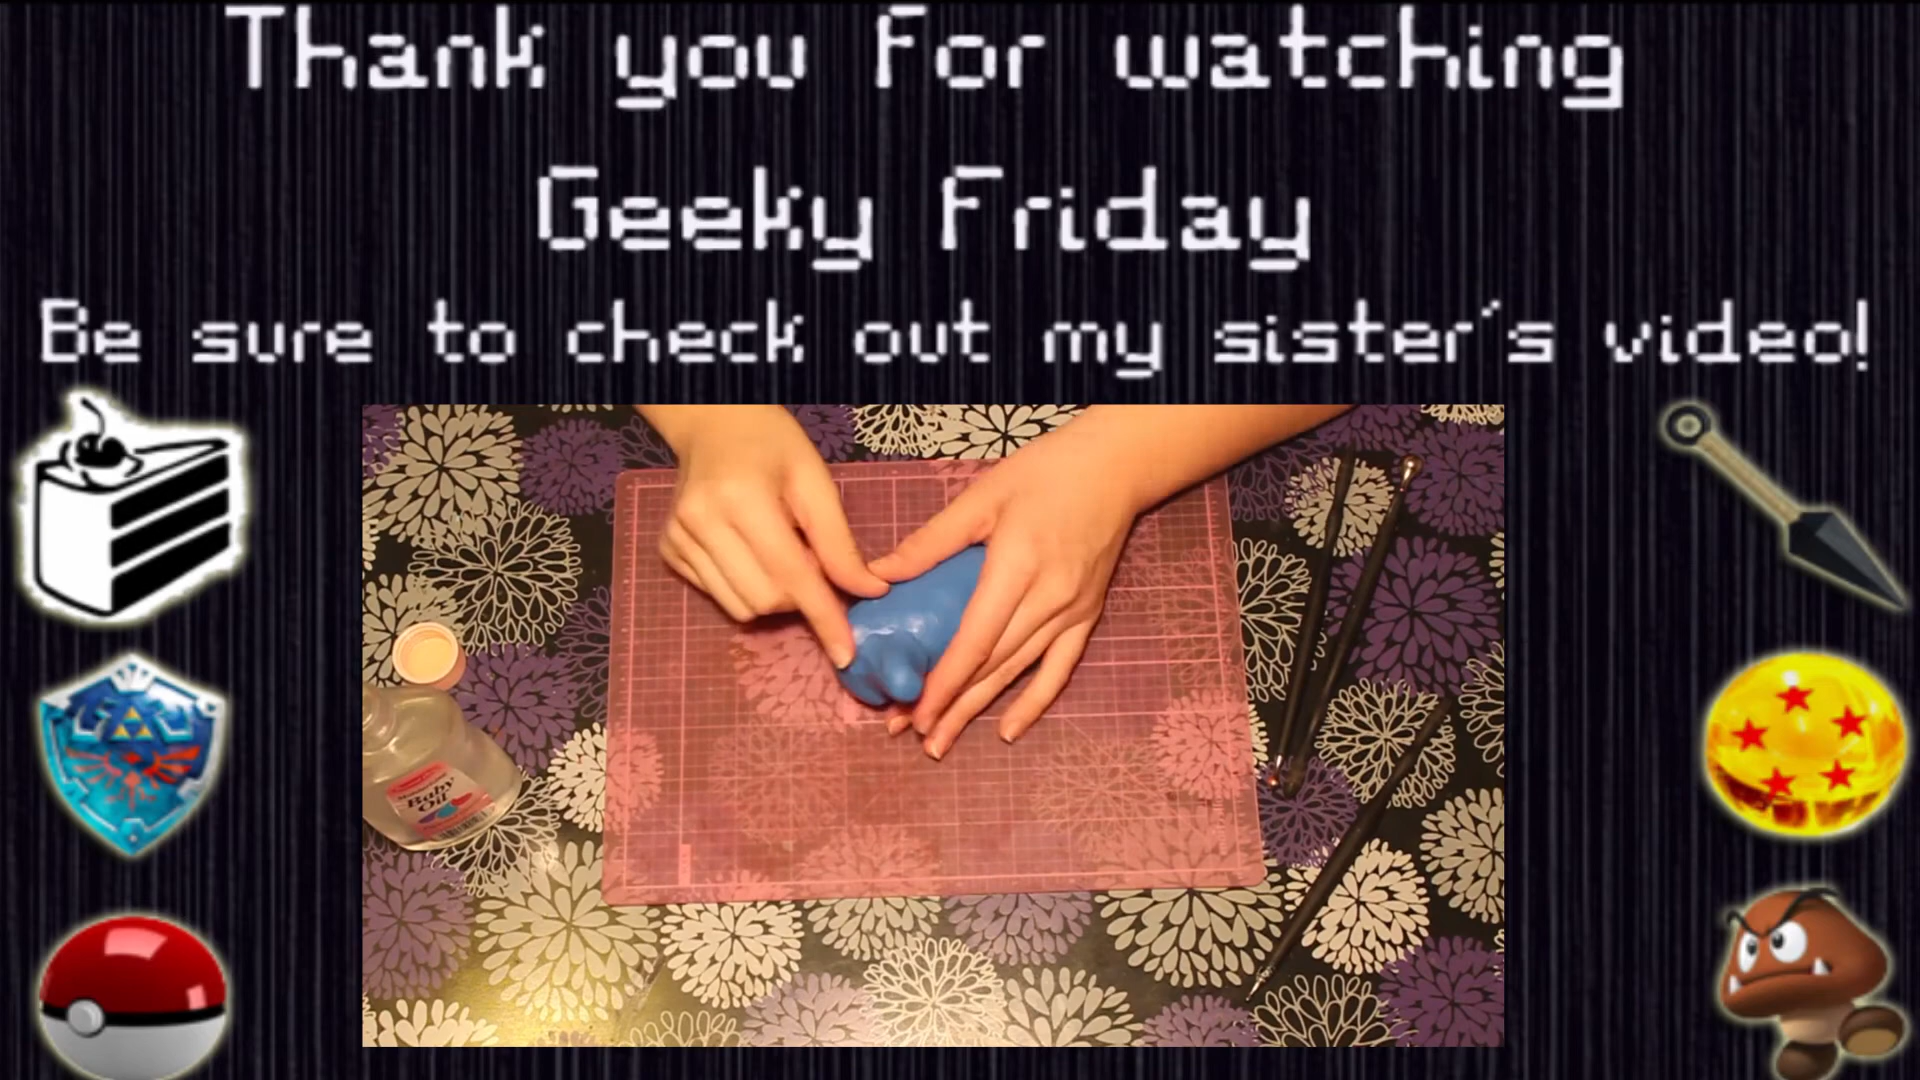 Thank you For watching
Geeky Friday
Be sure to check out my sister's video!
Baby
Oil